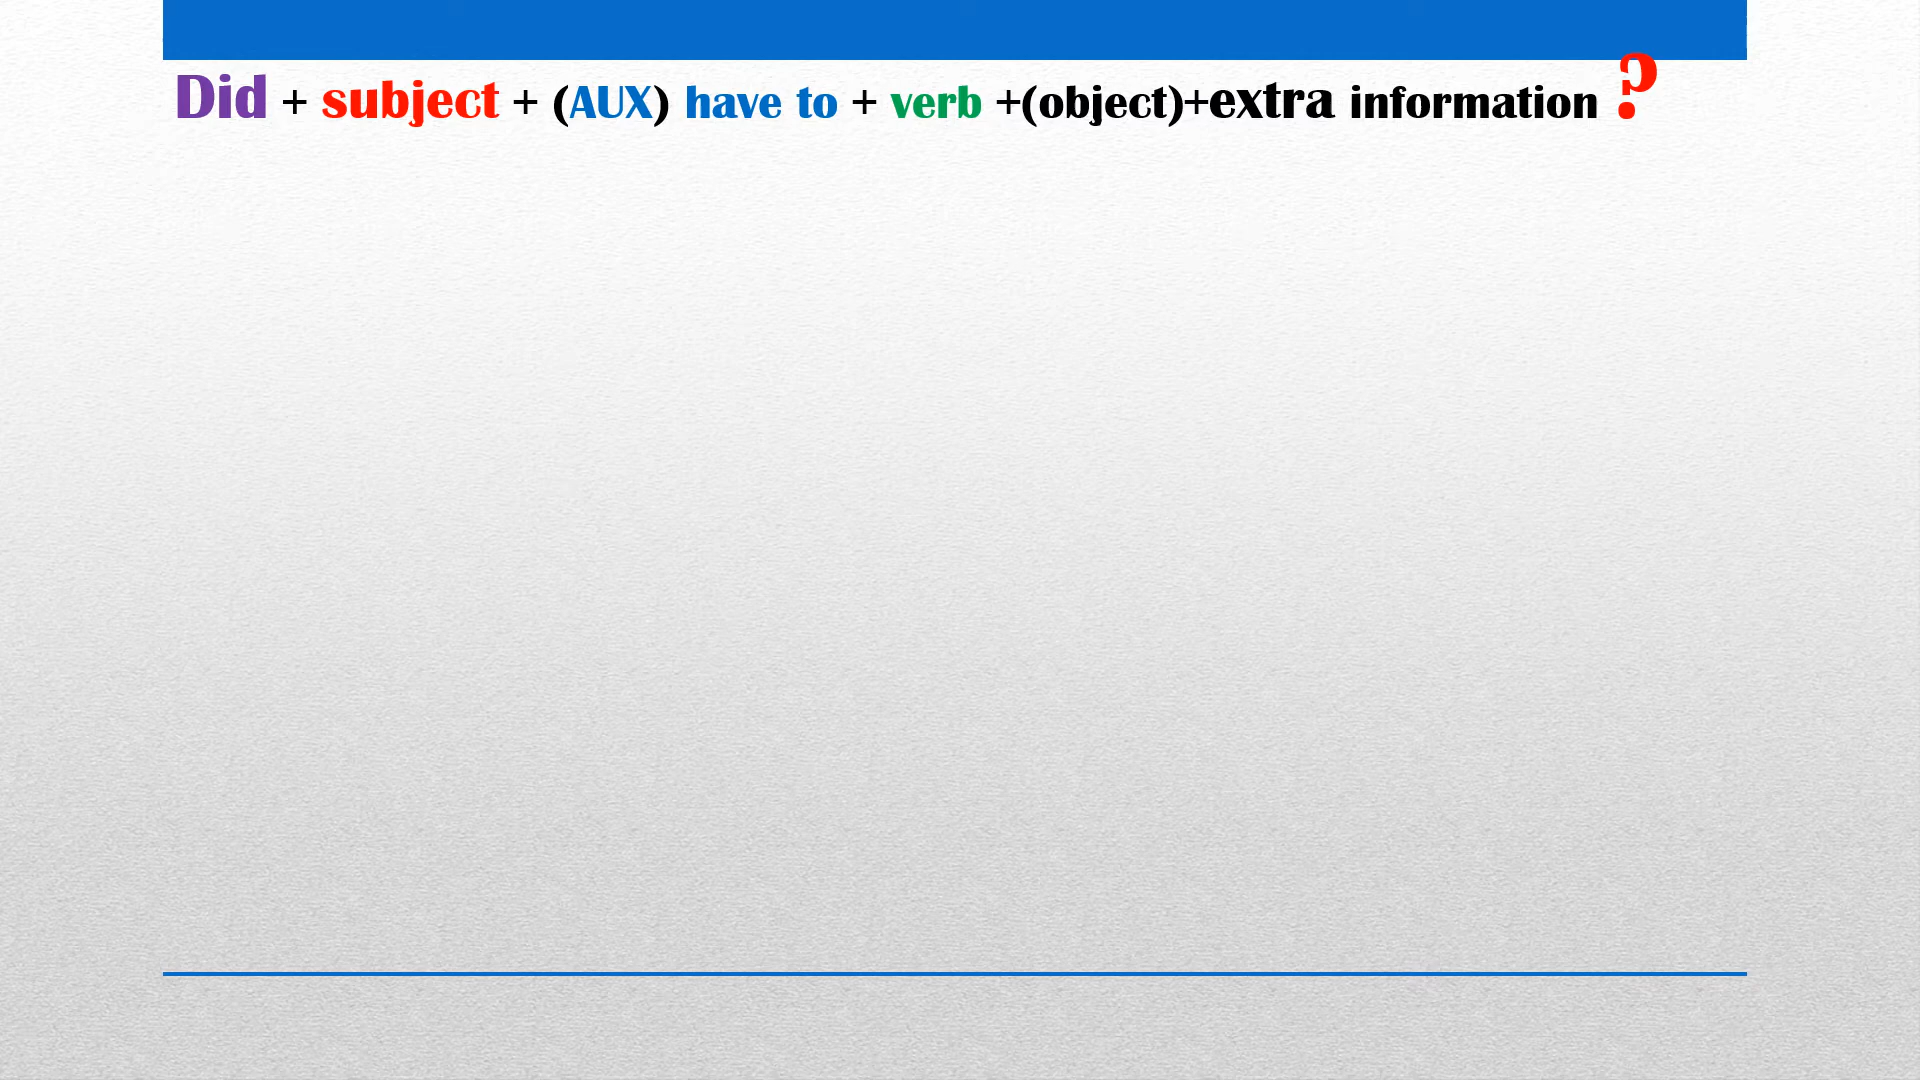 Did + subject + (AUX) have to + verb +(object)+extra information ?